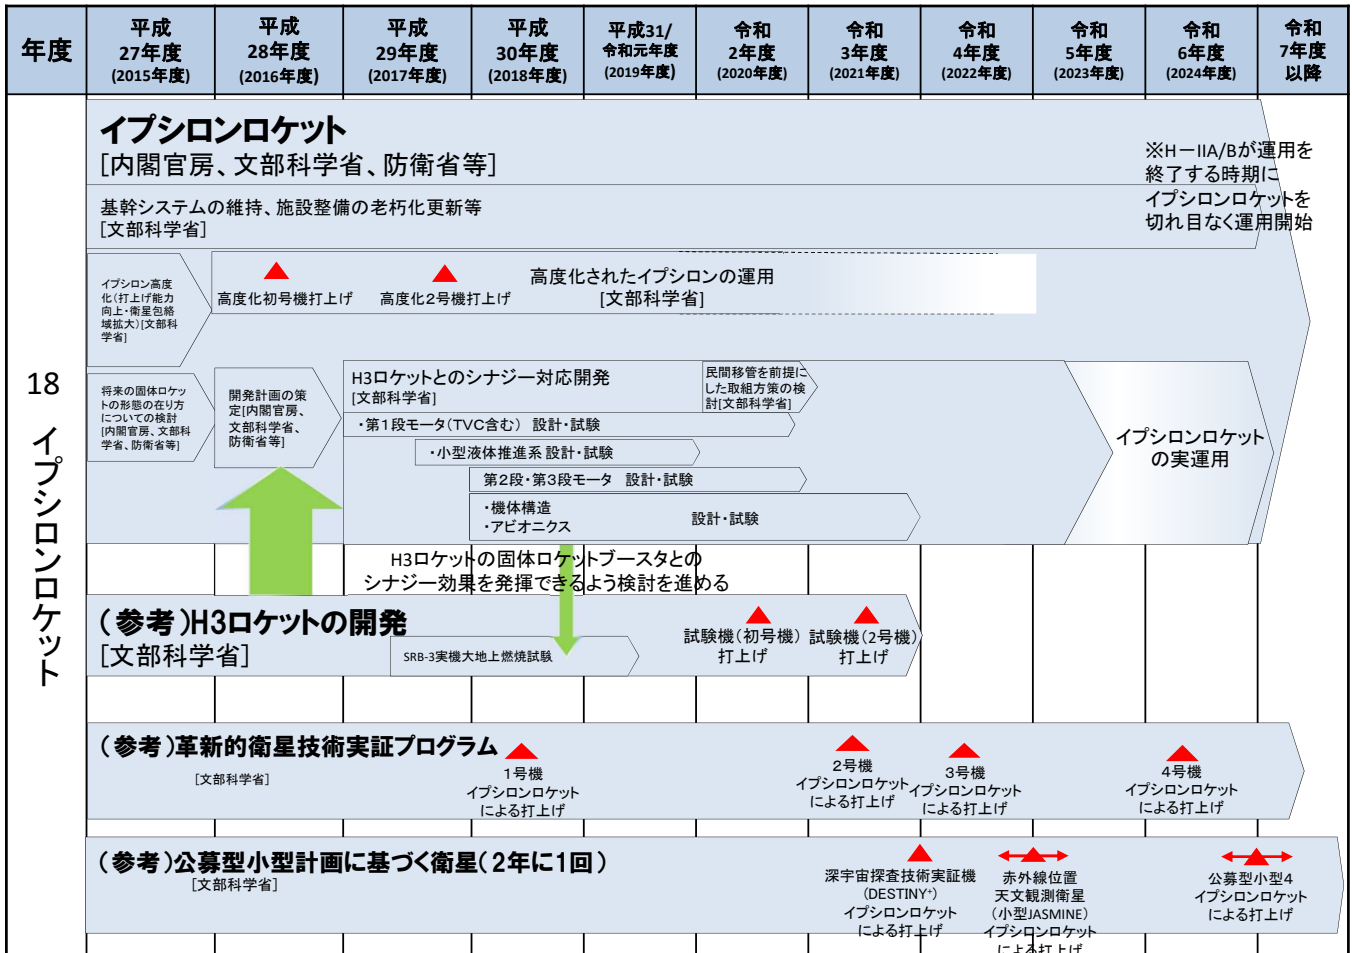 年度
平成
27年度
(2015年度)
平成
28年度
(2016年度)
平成
29年度
(2017年度)
平成
30年度
(2018年度)
平成31/
令和元年度
(2019年度)
令和
2年度
(2020年度)
令和
3年度
(2021年度)
令和
4年度
(2022年度)
令和
5年度
(2023年度)
令和
6年度
(2024年度)
令和
7年度
以降
18
イプシロンロケット
イプシロンロケット
[内閣官房、文部科学省、防衛省等]
※H－IIA/Bが運用を
終了する時期に
イプシロンロケットを
切れ目なく運用開始
基幹システムの維持、施設整備の老朽化更新等
[文部科学省]
イプシロン高度
化(打上げ能力
向上・衛星包絡
域拡大)[文部科
学省]
高度化初号機打上げ
高度化2号機打上げ
高度化されたイプシロンの運用
[文部科学省]
将来の固体ロケッ
トの形態の在り方
についての検討
[内閣官房、文部科
学省、防衛省等]
開発計画の策
定[内閣官房、
文部科学省、
防衛省等]
H3ロケットとのシナジー対応開発
[文部科学省]
民間移管を前提に
した取組方策の検
討[文部科学省]
・第1段モータ(TVC含む) 設計・試験
・小型液体推進系 設計・試験
第2段・第3段モータ 設計・試験
・機体構造
・アビオニクス
設計・試験
イプシロンロケット
の実運用
H3ロケットの固体ロケットブースタとの
シナジー効果を発揮できるよう検討を進める
(参考)H3ロケットの開発
[文部科学省]
SRB-3実機大地上燃焼試験
試験機(初号機)
打上げ
試験機(2号機)
打上げ
(参考)革新的衛星技術実証プログラム
[文部科学省]
1号機
イプシロンロケット
による打上げ
2号機
イプシロンロケット
による打上げ
3号機
イプシロンロケット
による打上げ
4号機
イプシロンロケット
による打上げ
(参考)公募型小型計画に基づく衛星(2年に1回)
[文部科学省]
深宇宙探査技術実証機
(DESTINY⁺)
イプシロンロケット
による打上げ
赤外線位置
天文観測衛星
(小型JASMINE)
イプシロンロケット
による打上げ
公募型小型4
イプシロンロケット
による打上げ